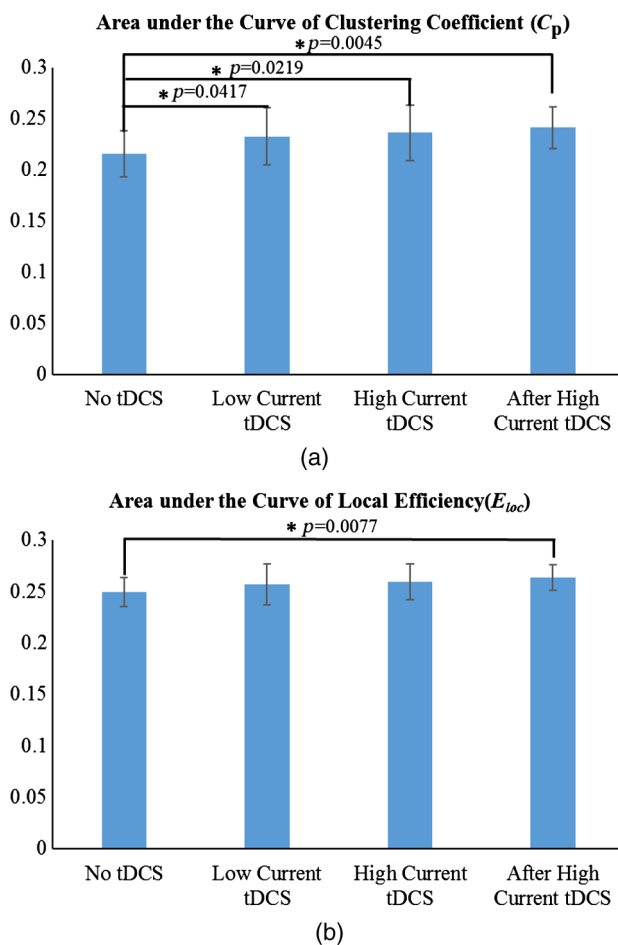 Area under the Curve of Clustering Coefficient (Cp)
* p=0.0045
0.3
* p=0.0219
0.25
* p=0.0417
0.2
0.15
0.1
0.05
0
No tDCS Low Current High Current After High
tDCS tDCS Current tDCS
(a)
Area under the Curve of Local Efficiency(Eloc)
* p=0.0077
0.3
0.25
0.2
0.15
0.1
0.05
0
No tDCS Low Current High Current After High
tDCS tDCS Current tDCS
(b)